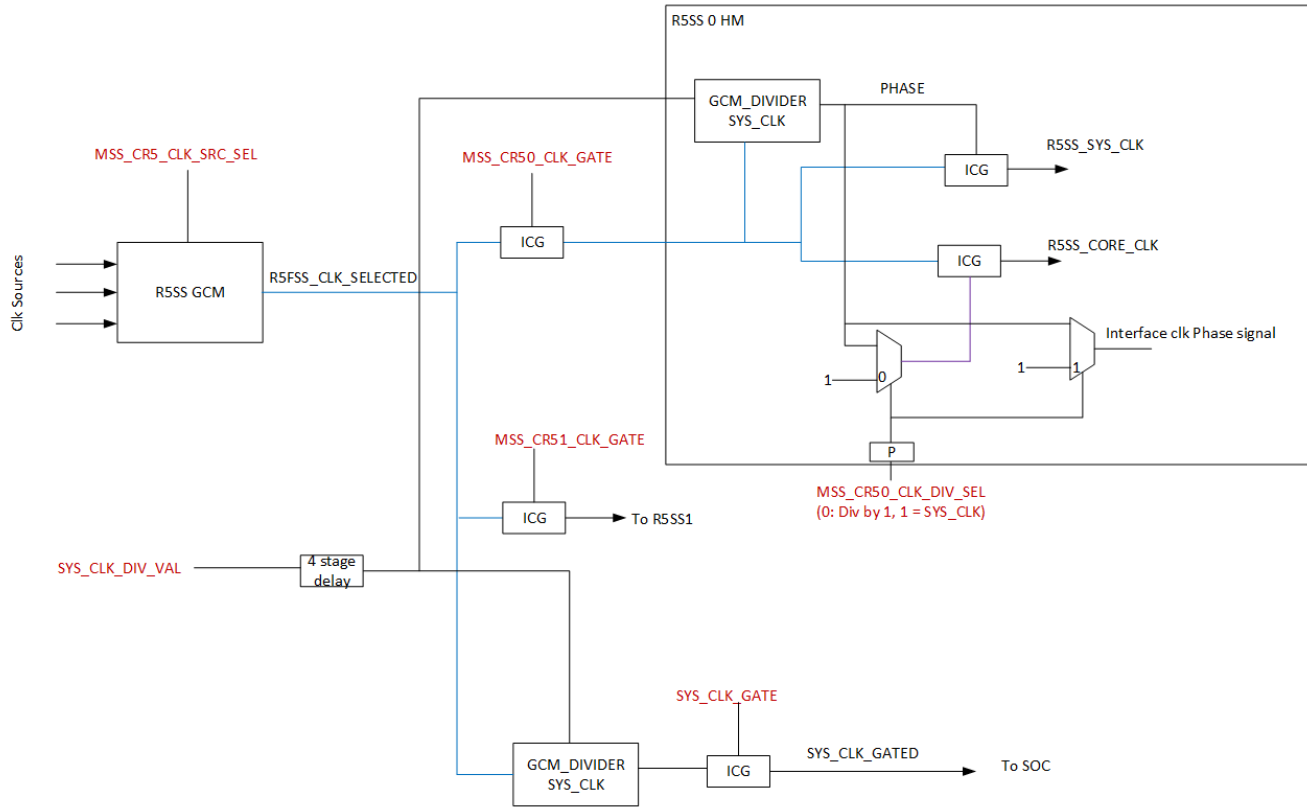 R5SS 0 HM
GCM_DIVIDER
SYS_CLK
PHASE
MSS_CR5_CLK_SRC_SEL
MSS_CR50_CLK_GATE
ICG
R5SS_SYS_CLK
Clk Sources
R5SS GCM
R5FSS_CLK_SELECTED
ICG
ICG
R5SS_CORE_CLK
Interface clk Phase signal
1
0
1
1
P
MSS_CR51_CLK_GATE
MSS_CR50_CLK_DIV_SEL
(0: Div by 1, 1 = SYS_CLK)
ICG
To R5SS1
SYS_CLK_DIV_VAL
4 stage
delay
SYS_CLK_GATE
GCM_DIVIDER
SYS_CLK
ICG
SYS_CLK_GATED
To SOC